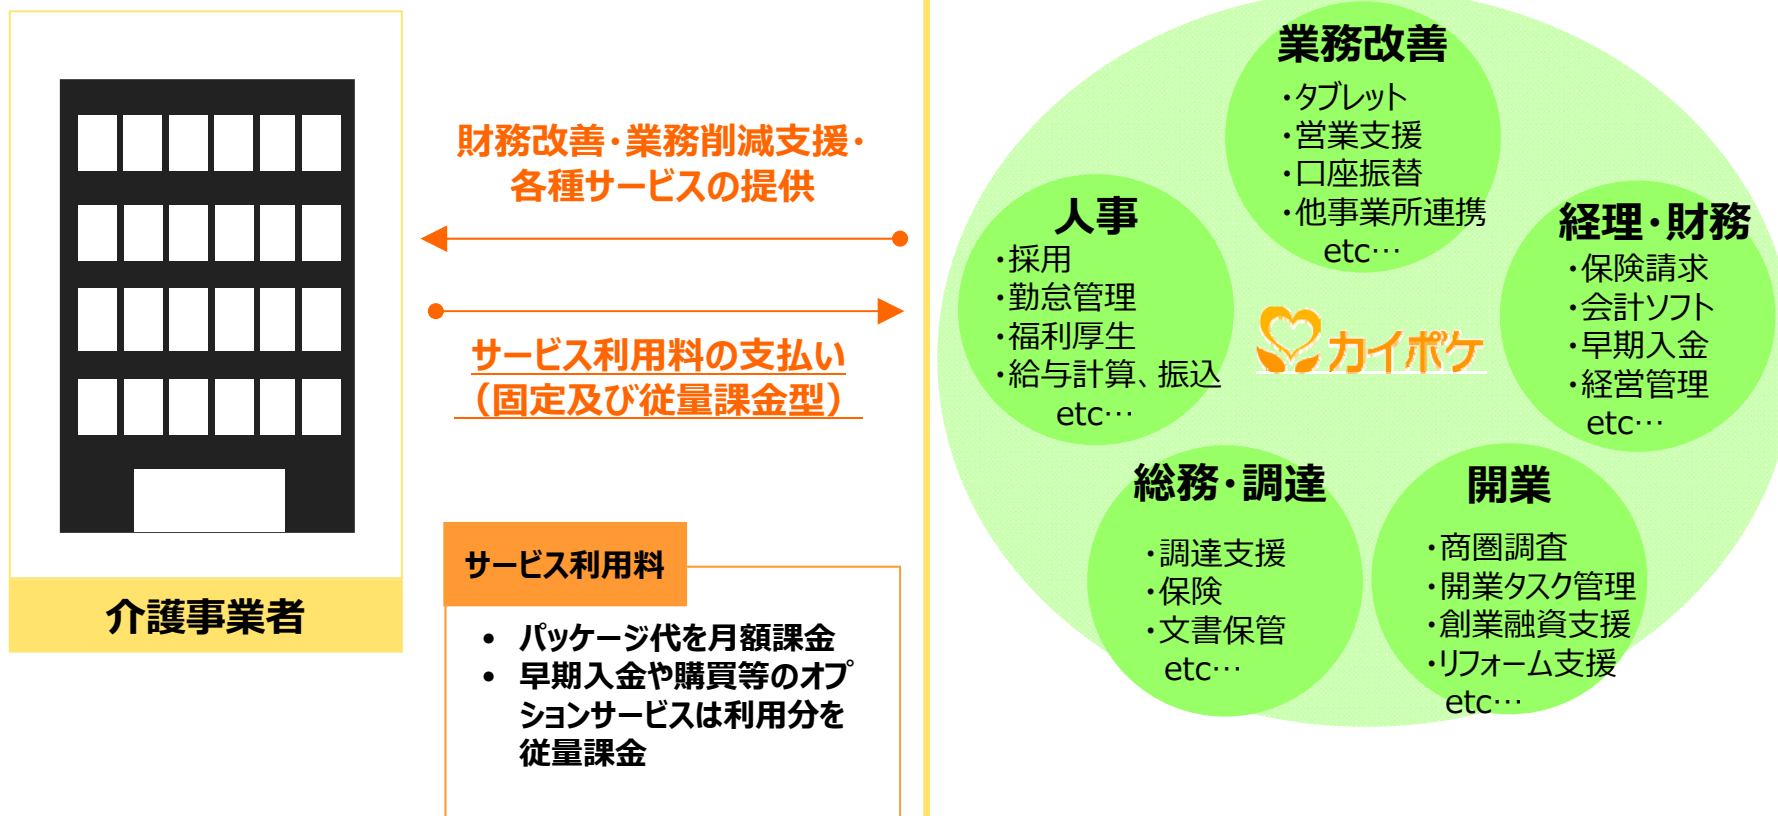 財務改善・業務削減支援・
各種サービスの提供
サービス利用料の支払い
（固定及び従量課金型）
介護事業者
サービス利用料
• パッケージ代を月額課金
• 早期入金や購買等のオプ
ションサービスは利用分を
従量課金
業務改善
・タブレット
・営業支援
・口座振替
・他事業所連携
etc…
人事
・採用
・勤怠管理
・福利厚生
・給与計算、振込
etc…
カイポケ
経理・財務
・保険請求
・会計ソフト
・早期入金
・経営管理
etc…
総務・調達
・調達支援
・保険
・文書保管
etc…
開業
・商圏調査
・開業タスク管理
・創業融資支援
・リフォーム支援
etc…